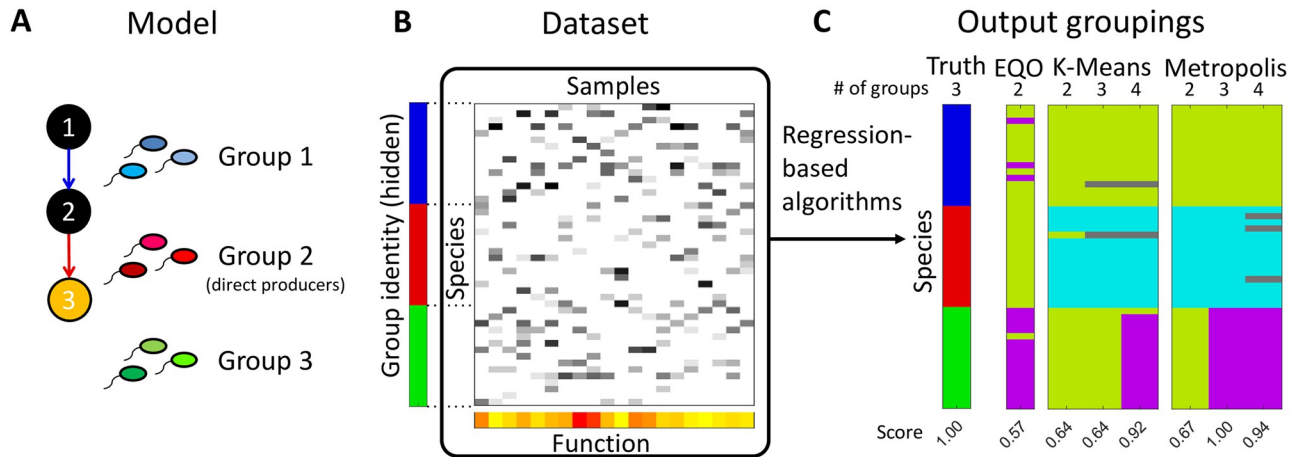 A Model
1
2
3
Group 1
Group 2
(direct producers)
Group 3
B Dataset
Samples
Group identity (hidden)
Species
Function
Regression-
based
algorithms
C Output groupings
Truth EQO K-Means Metropolis
# of groups 3 2 2 3 4 2 3 4
Species
Score 1.00 0.57 0.64 0.64 0.92 0.67 1.00 0.94